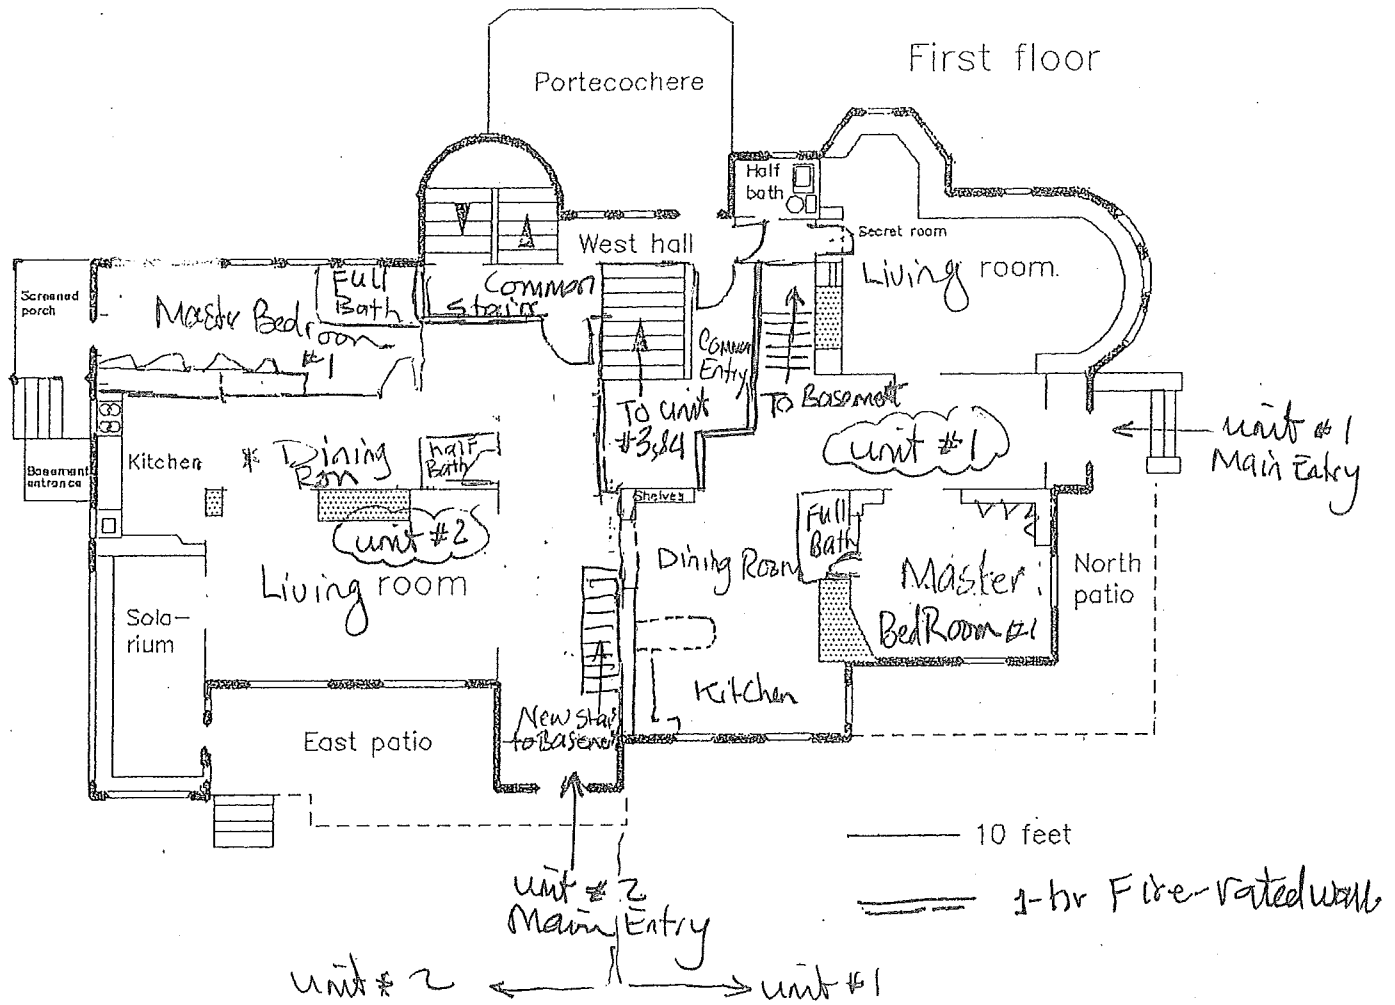 First floor
Portecochere
Half
bath
West hall
Secret room
Living room
Screened
porch
Full
Bath
Common
Stairs
Master Bedroom
#1
Common
Entry
To Unit
#3,&4
To Basement
unit #1
unit #1
Main Entry
Kitchen
* Dining
Rom
half
Bath
Basement
entrance
Shelves
unit #2
Full
Bath
Dining Room
Master
BedRoom #1
North
patio
Living room
Sola-
rium
Kitchen
New Stair
to Basement
East patio
10 feet
unit # 2
Main Entry
1-hr Fire-rated wall
unit # 2
unit #1